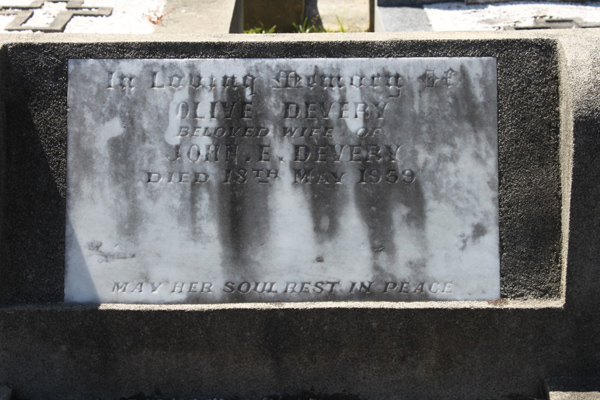 In Loving Memory Of
OLIVE DEVERY
BELOVED WIFE OF
JOHN. E. DEVERY
DIED 18TH MAY 1959
MAY HER SOUL REST IN PEACE